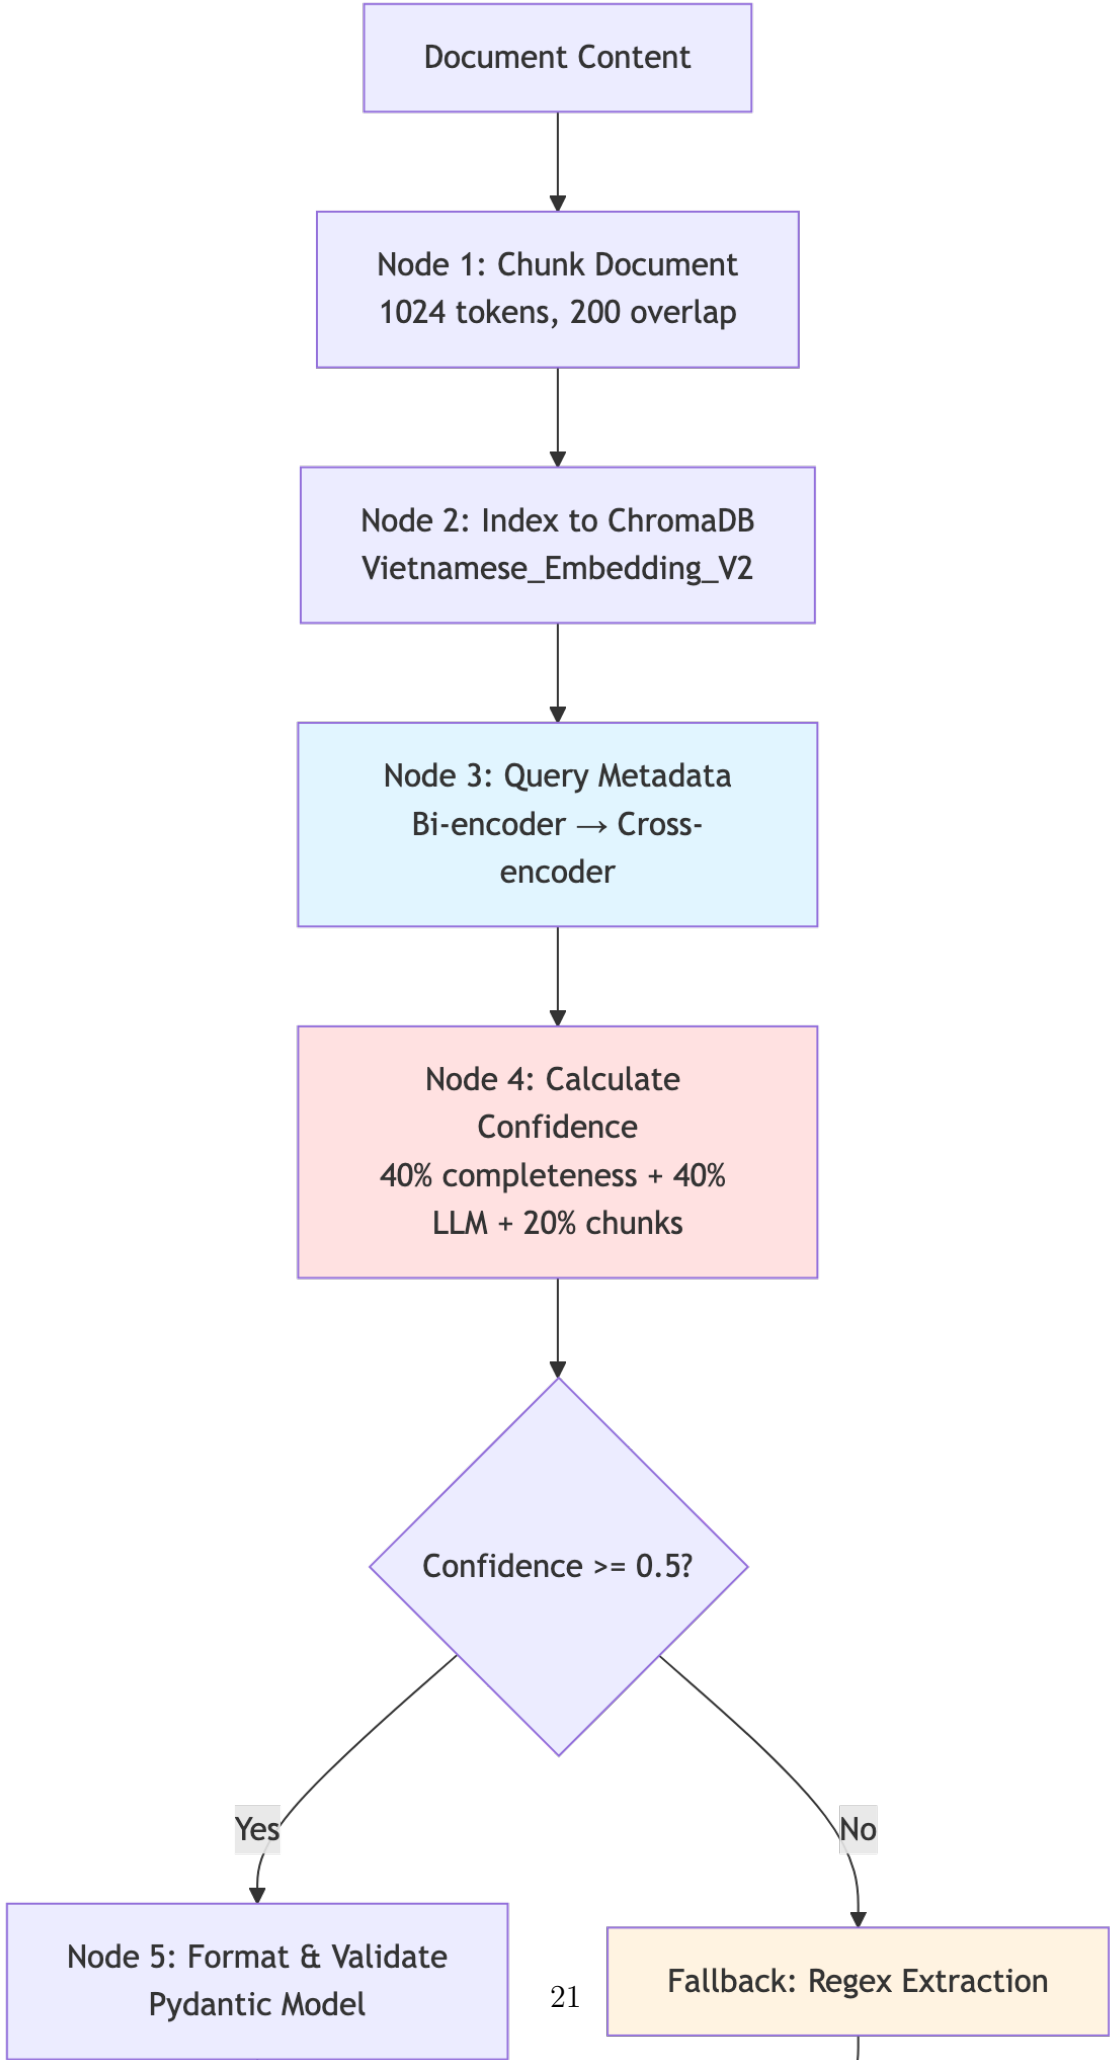 Document Content
Node 1: Chunk Document
1024 tokens, 200 overlap
Node 2: Index to ChromaDB
Vietnamese_Embedding_V2
Node 3: Query Metadata
Bi-encoder → Cross-
encoder
Node 4: Calculate
Confidence
40% completeness + 40%
LLM + 20% chunks
Confidence >= 0.5?
Yes
No
Node 5: Format & Validate
Pydantic Model
Fallback: Regex Extraction
21